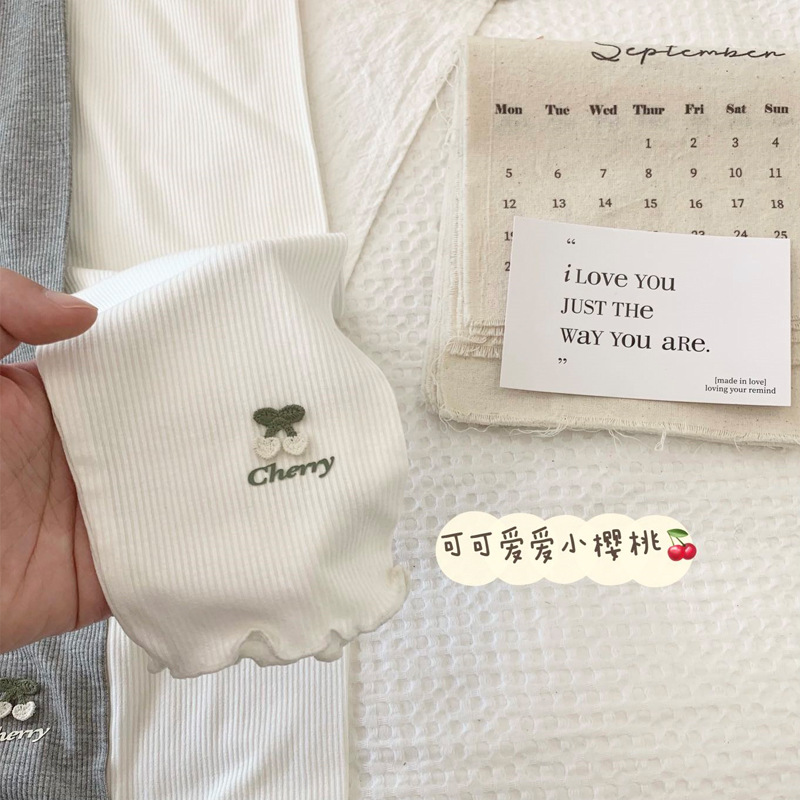 September
Mon Tue Wed Thur Fri Sat Sun
1 2 3 4
5 6 7 8 9 10 11
12 13 14 15 16 17 18
23 24 25
“
i Love YOU
JUST THe
WaY YOU aRe.
”
[made in love]
loving your remind
Cherry
可可爱爱小樱桃🍒
herry